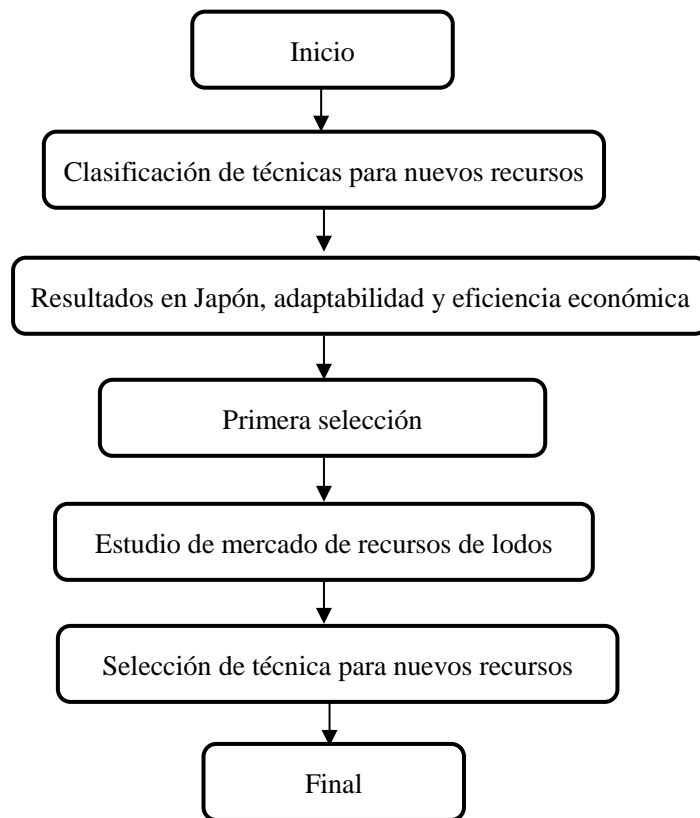 Inicio
Clasificación de técnicas para nuevos recursos
Resultados en Japón, adaptabilidad y eficiencia económica
Primera selección
Estudio de mercado de recursos de lodos
Selección de técnica para nuevos recursos
Final